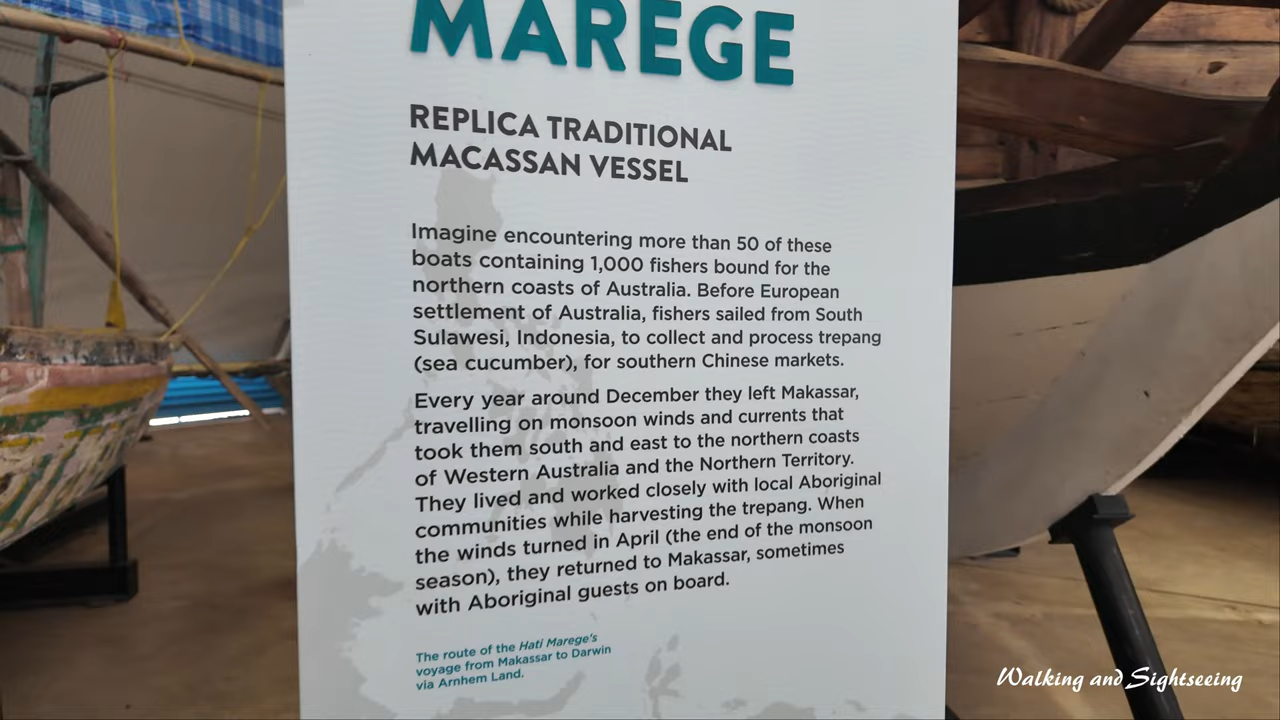 MAREGE
REPLICA TRADITIONAL
MACASSAN VESSEL
Imagine encountering more than 50 of these
boats containing 1,000 fishers bound for the
northern coasts of Australia. Before European
settlement of Australia, fishers sailed from South
Sulawesi, Indonesia, to collect and process trepang
(sea cucumber), for southern Chinese markets.
Every year around December they left Makassar,
travelling on monsoon winds and currents that
took them south and east to the northern coasts
of Western Australia and the Northern Territory.
They lived and worked closely with local Aboriginal
communities while harvesting the trepang. When
the winds turned in April (the end of the monsoon
season), they returned to Makassar, sometimes
with Aboriginal guests on board.
The route of the Hati Marege's
voyage from Makassar to Darwin
via Arnhem Land.
Walking and Sightseeing